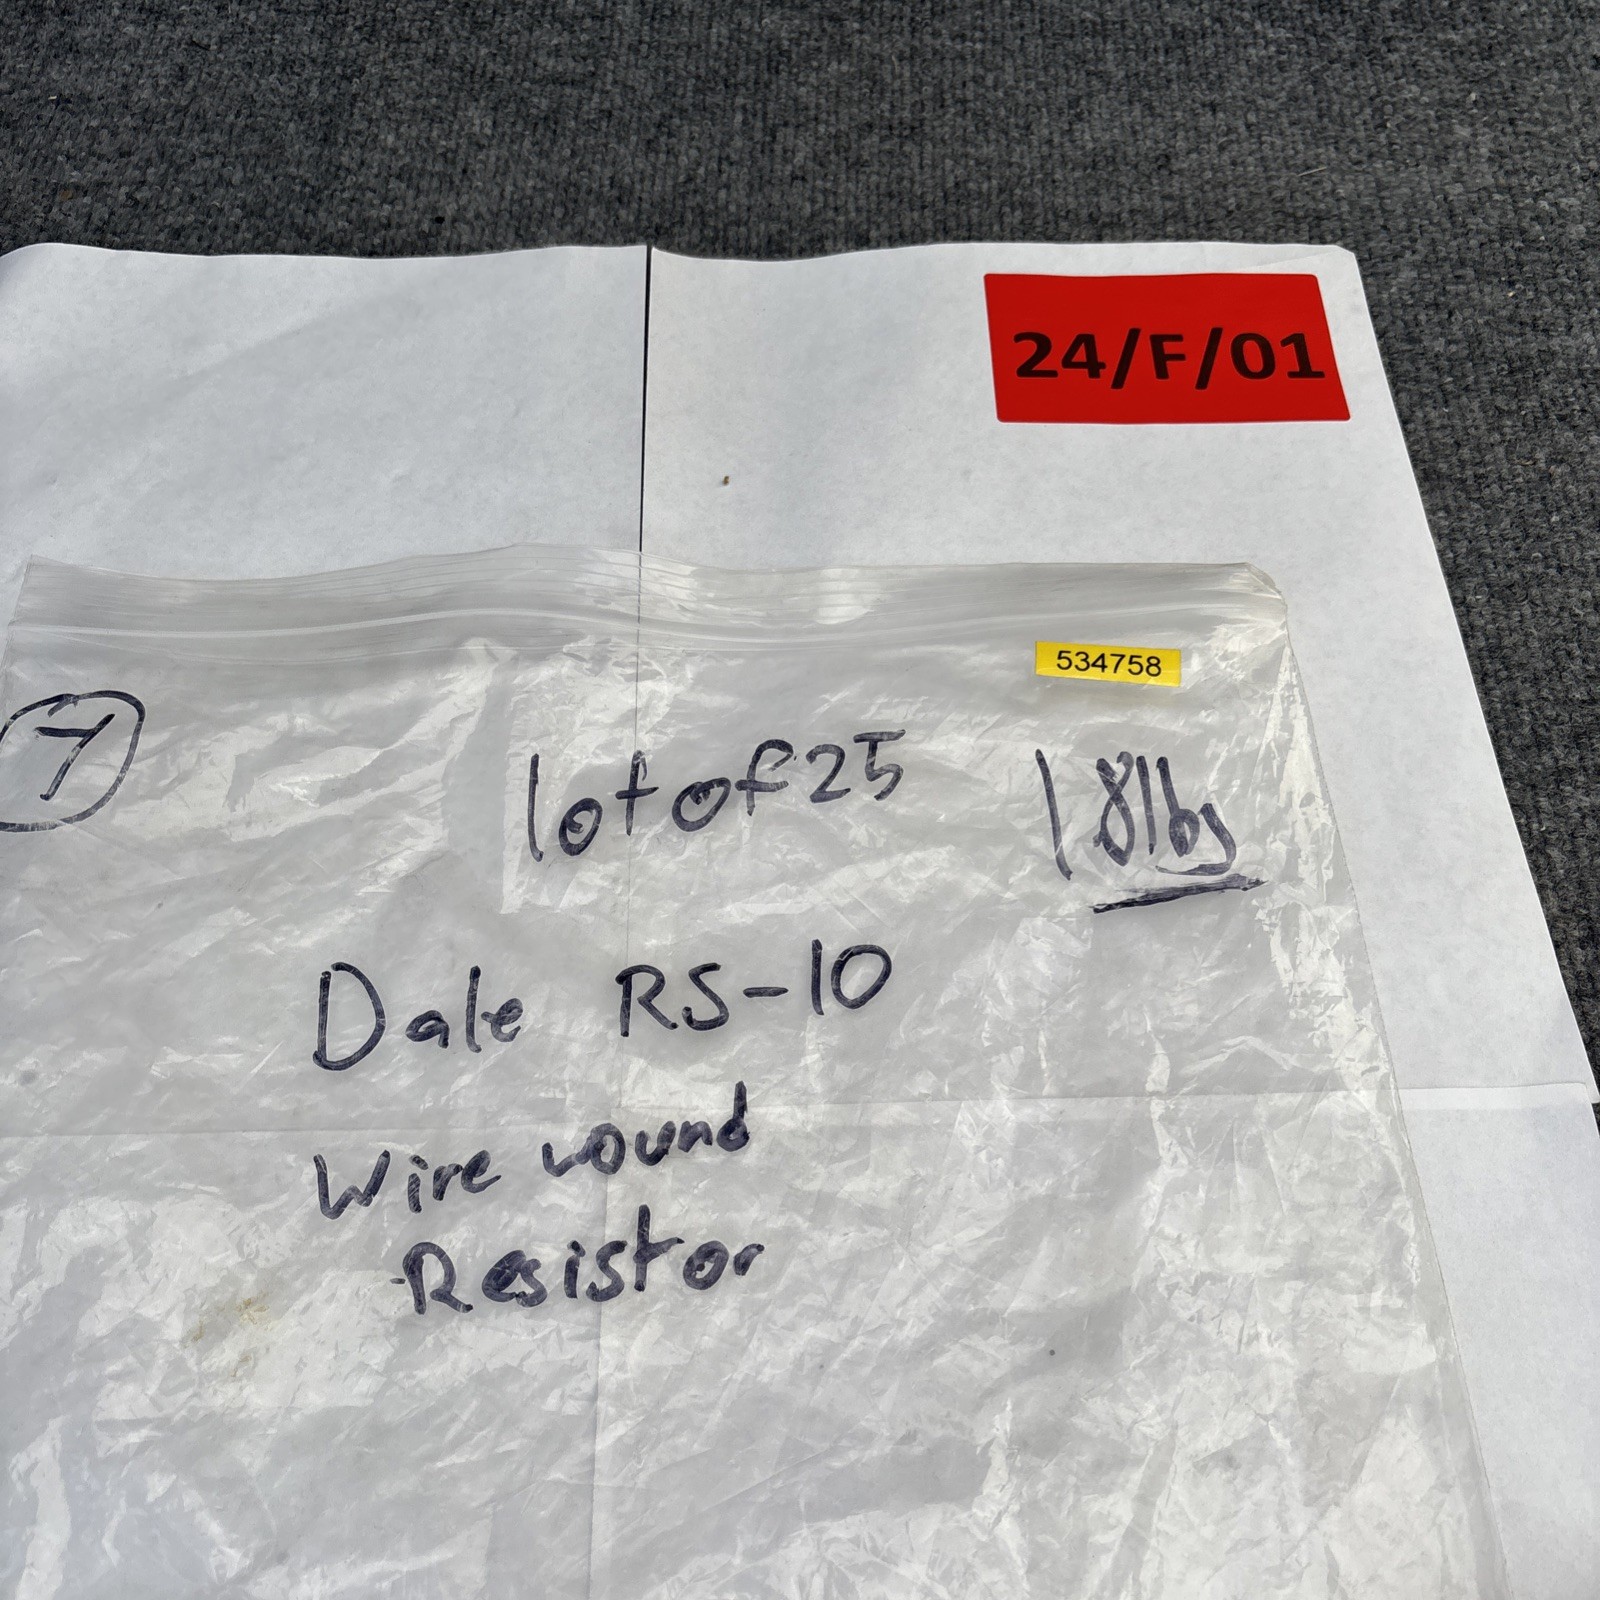 24/F/01
534758
7
lot of 25
1 8lbs
Dale RS-10
Wire wound
Resistor